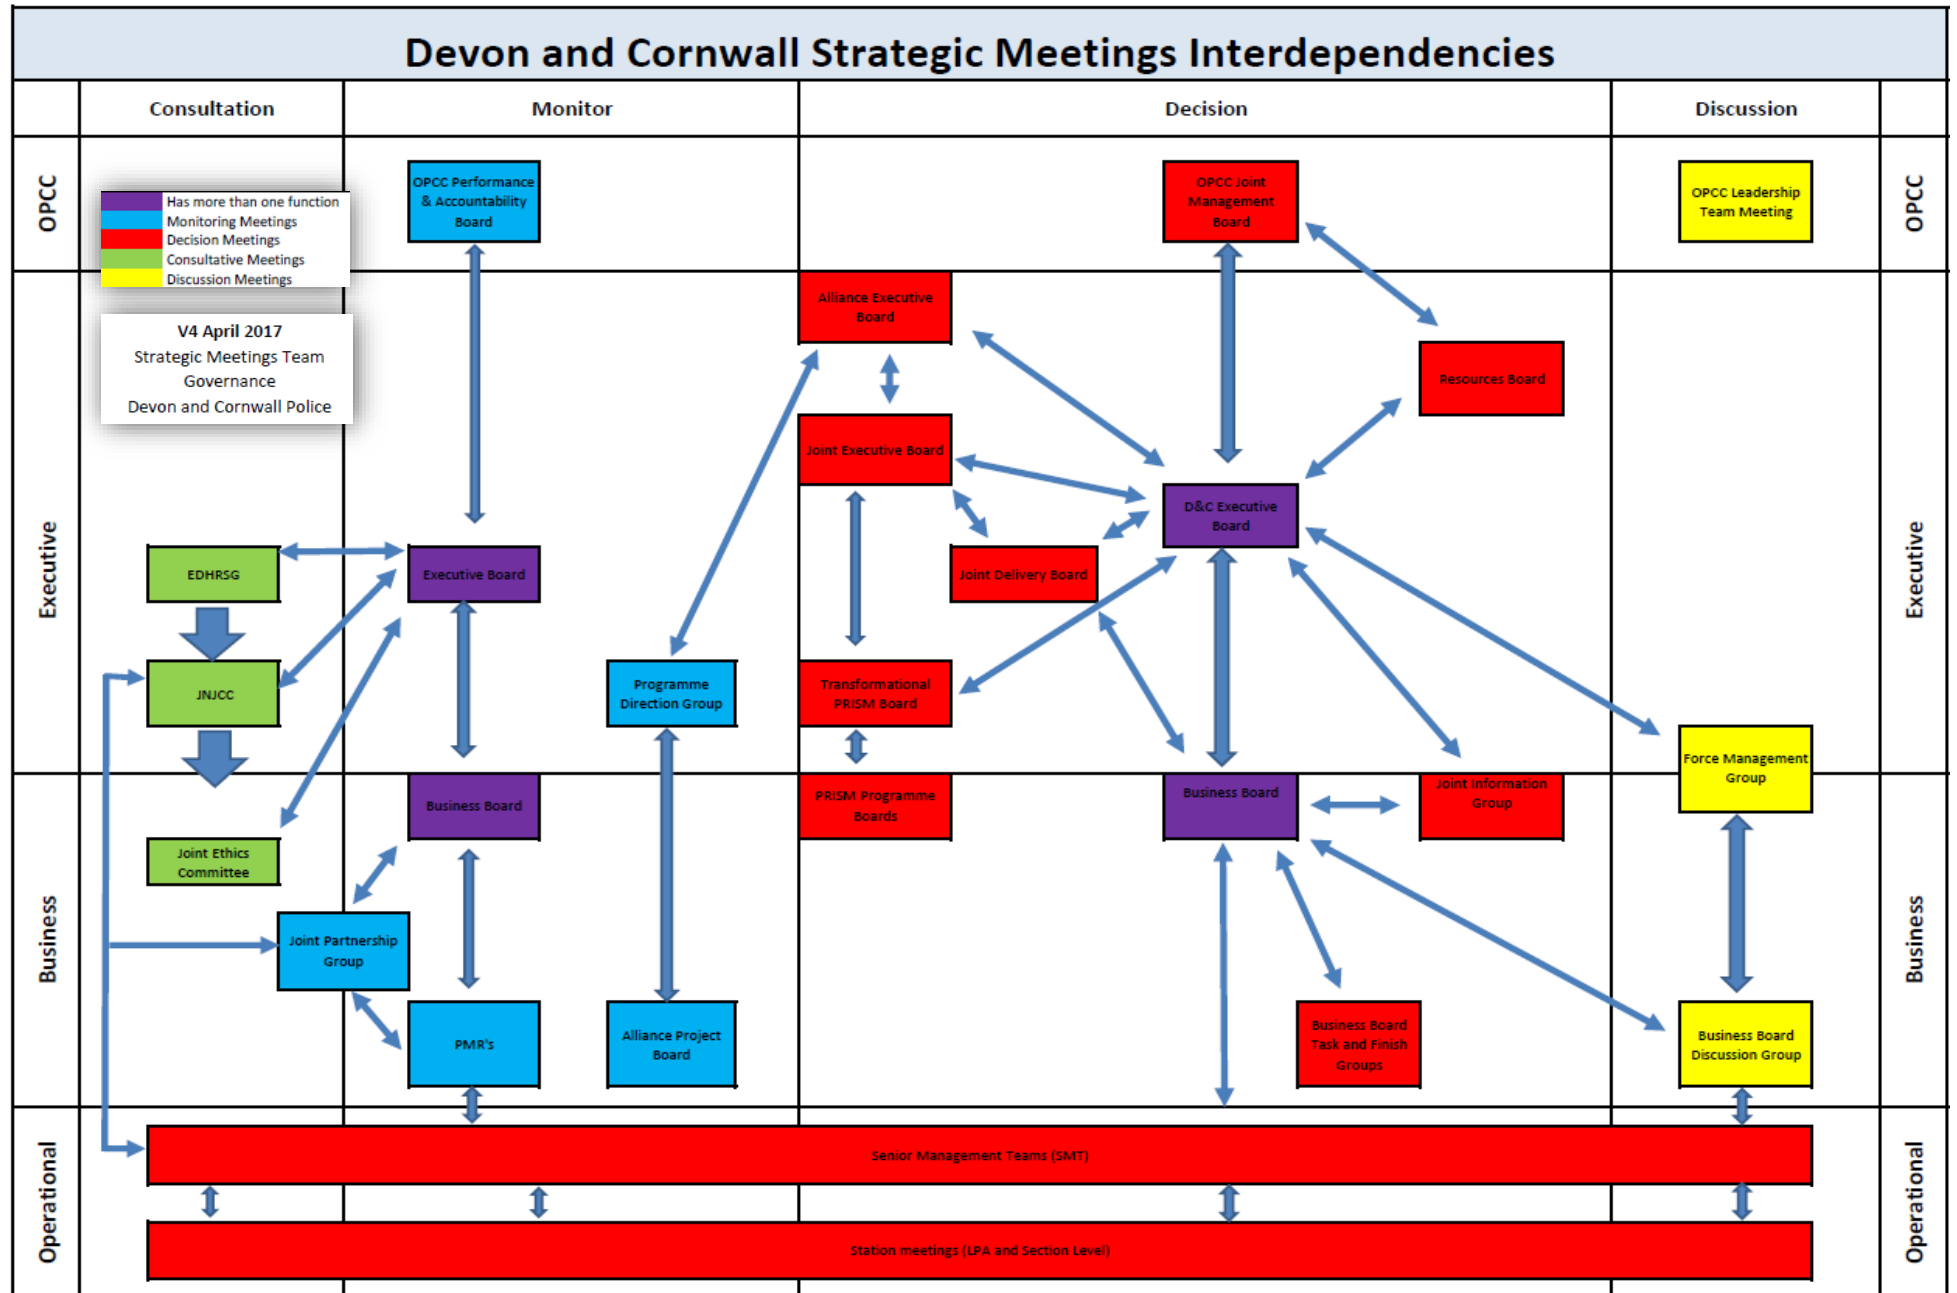 Devon and Cornwall Strategic Meetings Interdependencies
Consultation
Monitor
Decision
Discussion
OPCC
Has more than one function
Monitoring Meetings
Decision Meetings
Consultative Meetings
Discussion Meetings
OPCC Performance
& Accountability
Board
OPCC Joint
Management
Board
OPCC Leadership
Team Meeting
OPCC
Executive
V4 April 2017
Strategic Meetings Team
Governance
Devon and Cornwall Police
Alliance Executive
Board
Resources Board
Joint Executive Board
D&C Executive
Board
EDHRSG
Executive Board
Joint Delivery Board
JNJCC
Programme
Direction Group
Transformational
PRISM Board
Force Management
Group
Executive
Business
Business Board
PRISM Programme
Boards
Business Board
Joint Information
Group
Joint Ethics
Committee
Joint Partnership
Group
PMR's
Alliance Project
Board
Business Board
Task and Finish
Groups
Business Board
Discussion Group
Business
Operational
Senior Management Teams (SMT)
Station meetings (LPA and Section Level)
Operational